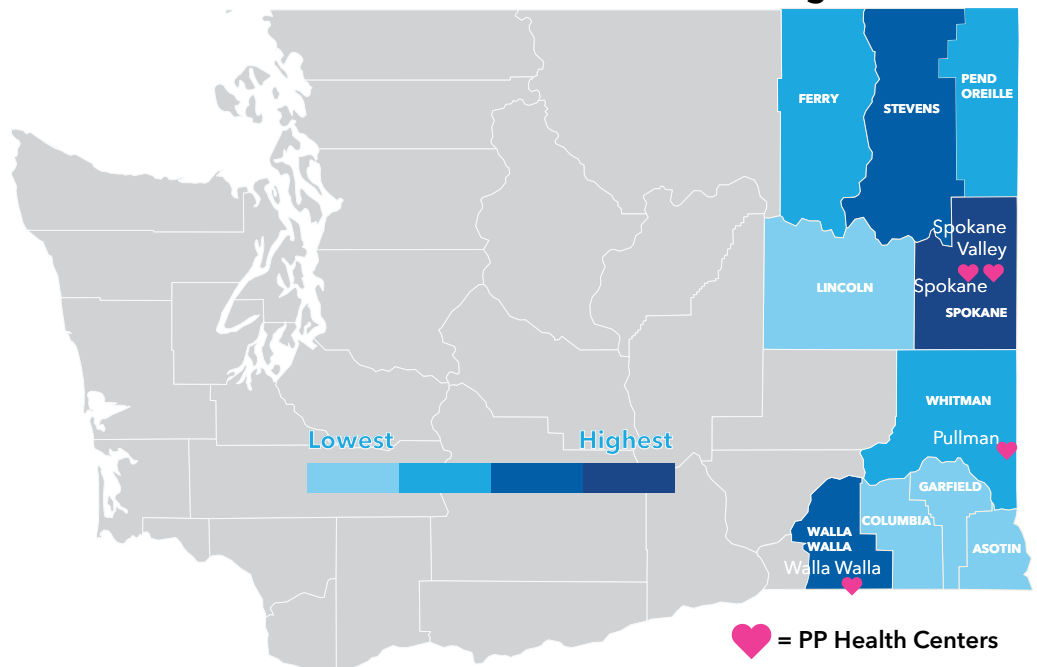 FERRY
STEVENS
PEND
OREILLE
Spokane
Valley
LINCOLN
Spokane
SPOKANE
WHITMAN
Lowest
Highest
Pullman
GARFIELD
COLUMBIA
WALLA
WALLA
ASOTIN
Walla Walla
= PP Health Centers